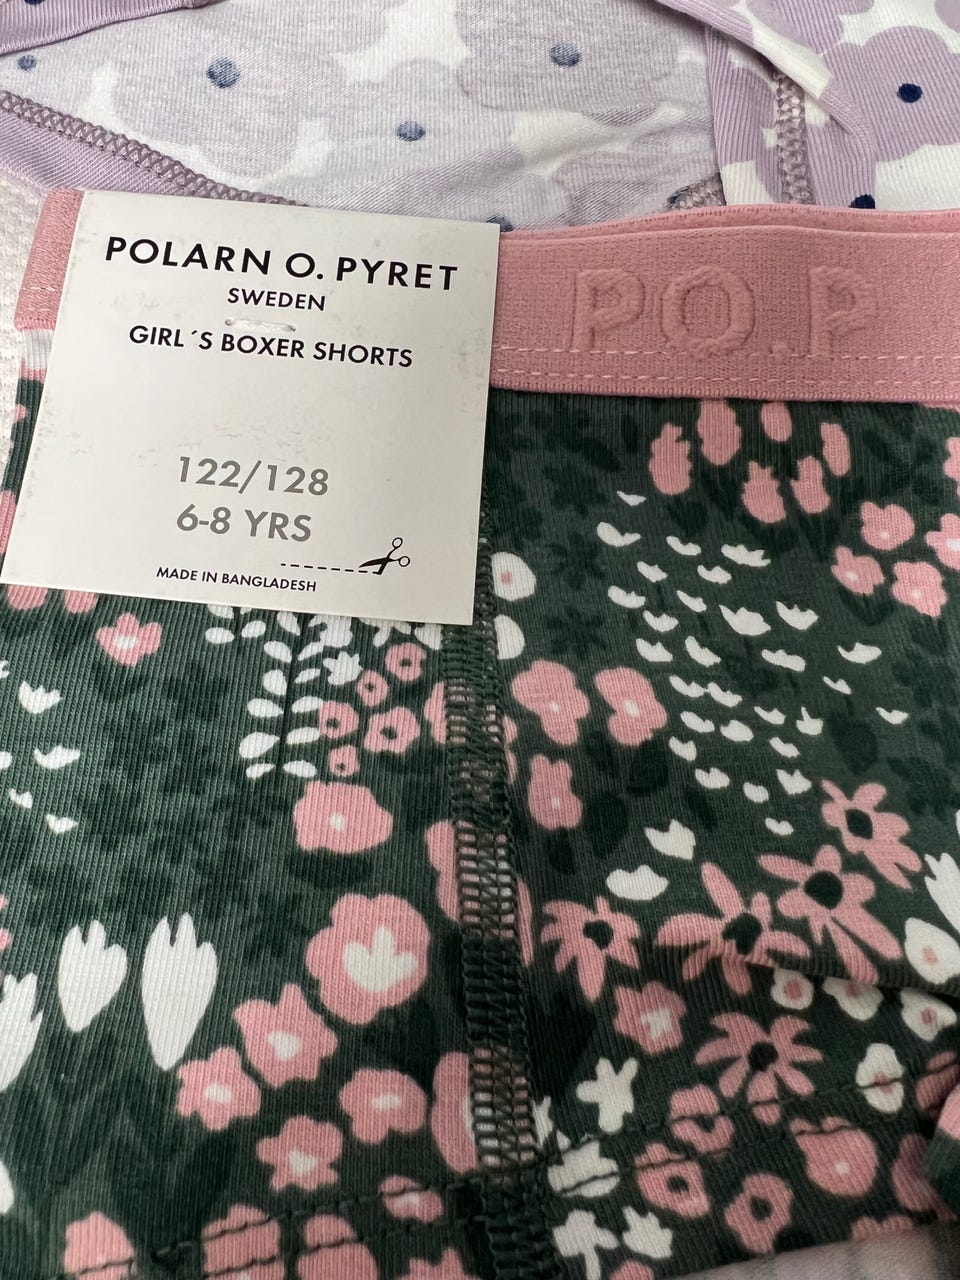 POLARN O. PYRET
SWEDEN
GIRL´S BOXER SHORTS
122/128
6-8 YRS
MADE IN BANGLADESH
PO.P